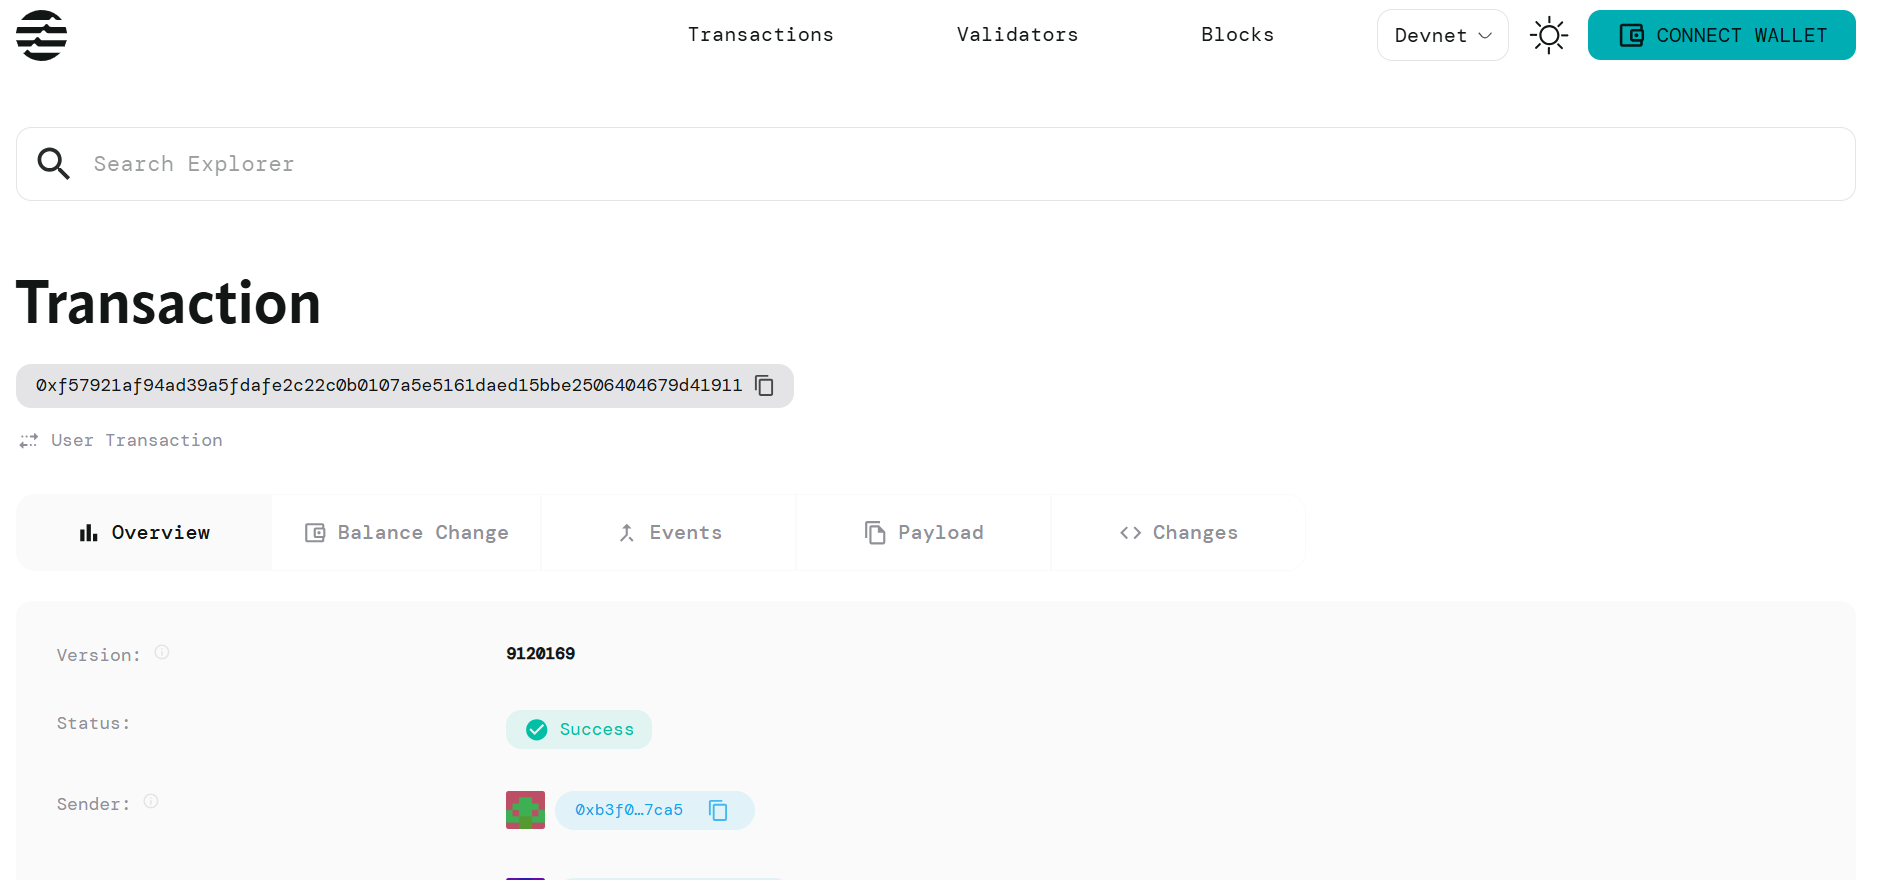 Transactions Validators Blocks Devnet CONNECT WALLET
Search Explorer
Transaction
0xf57921af94ad39a5fdafe2c22c0b0107a5e5161daed15bbe2506404679d41911
User Transaction
Overview Balance Change Events Payload Changes
Version: 9120169
Status: Success
Sender: 0xb3f0…7ca5